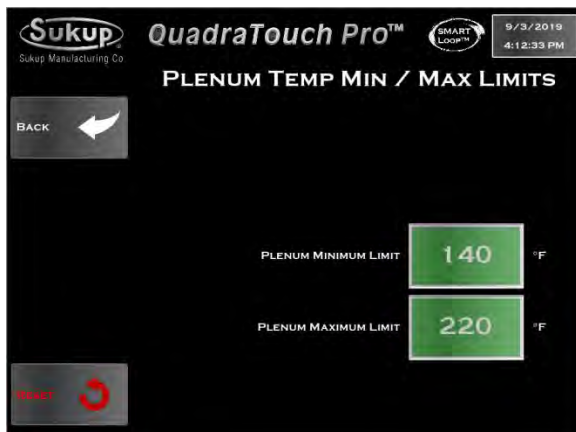 Sukup®
Sukup Manufacturing Co
QuadraTouch Pro™
SMART
LOOP™
9/3/2019
4:12:33 PM
PLENUM TEMP MIN / MAX LIMITS
BACK
PLENUM MINIMUM LIMIT 140 °F
PLENUM MAXIMUM LIMIT 220 °F
RESET